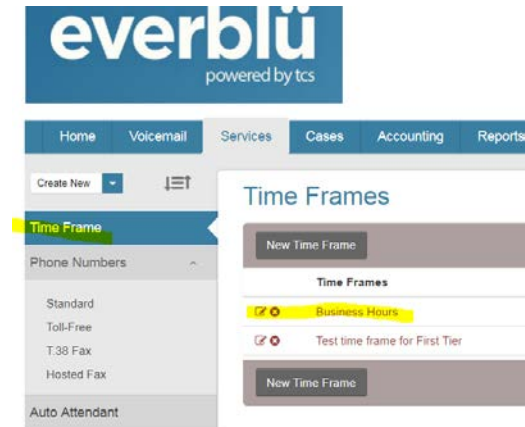 everblü
powered by tcs
Home Voicemail Services Cases Accounting Reports
Create New
Time Frame
Phone Numbers
Standard
Toll-Free
T.38 Fax
Hosted Fax
Auto Attendant
Time Frames
New Time Frame
Time Frames
Business Hours
Test time frame for First Tier
New Time Frame